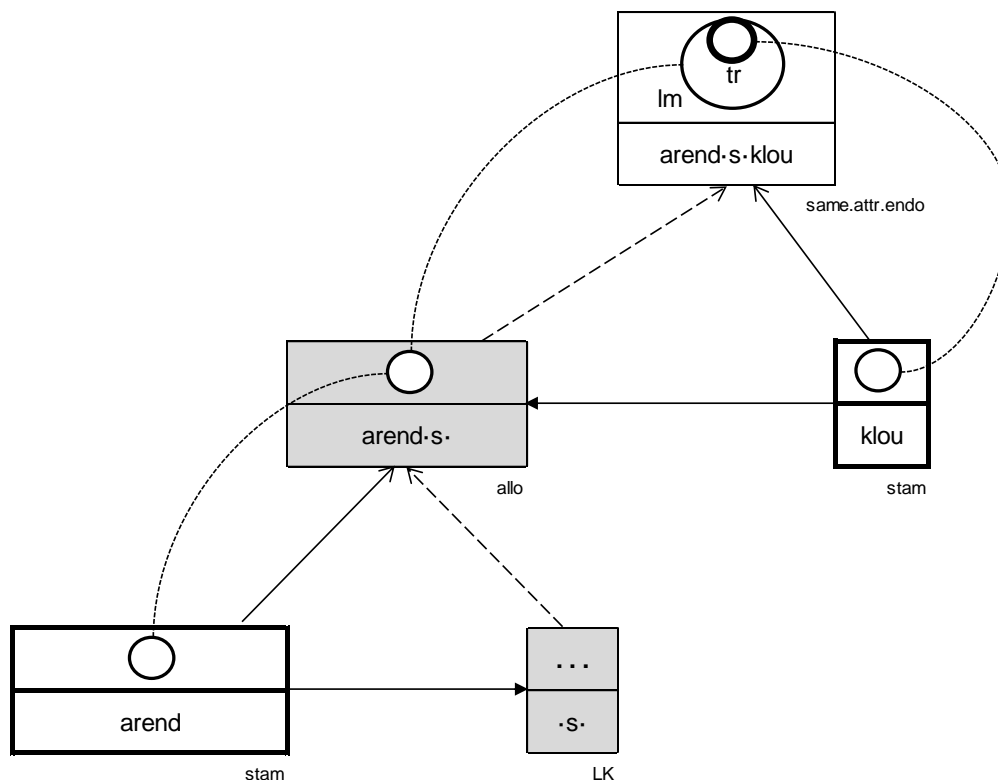 tr
lm
arend·s·klou
same.attr.endo
arend·s·
allo
klou
stam
arend
stam
...
·s·
LK